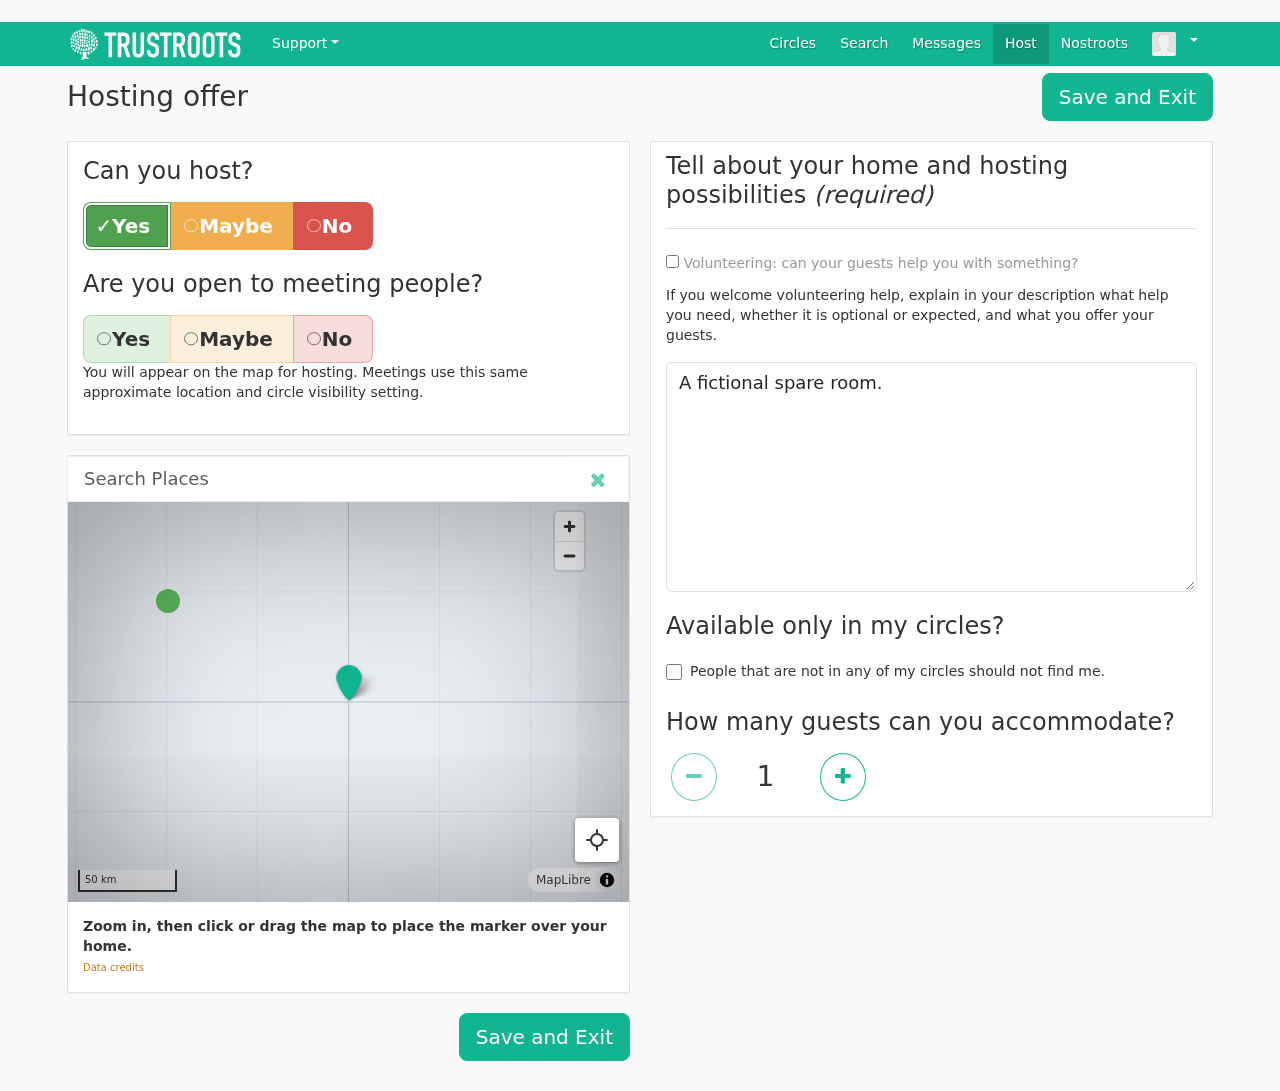 TRUSTROOTS
Support
Circles
Search
Messages
Host
Nostroots
Hosting offer
Save and Exit
Can you host?
✓Yes
Maybe
No
Are you open to meeting people?
Yes
Maybe
No
You will appear on the map for hosting. Meetings use this same
approximate location and circle visibility setting.
Search Places
50 km
MapLibre
Zoom in, then click or drag the map to place the marker over your
home.
Data credits
Save and Exit
Tell about your home and hosting
possibilities (required)
Volunteering: can your guests help you with something?
If you welcome volunteering help, explain in your description what help
you need, whether it is optional or expected, and what you offer your
guests.
A fictional spare room.
Available only in my circles?
People that are not in any of my circles should not find me.
How many guests can you accommodate?
1